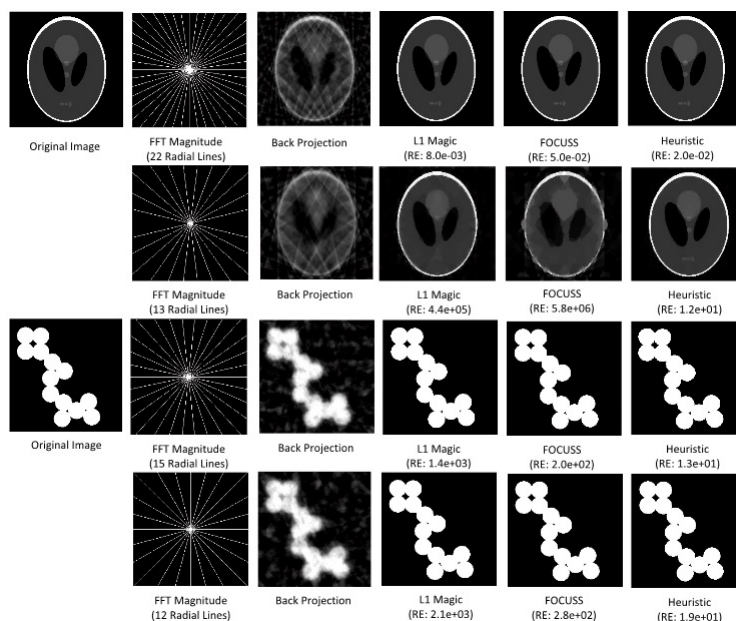 Original Image
FFT Magnitude
(22 Radial Lines)
Back Projection
L1 Magic
(RE: 8.0e-03)
FOCUSS
(RE: 5.0e-02)
Heuristic
(RE: 2.0e-02)
FFT Magnitude
(13 Radial Lines)
Back Projection
L1 Magic
(RE: 4.4e+05)
FOCUSS
(RE: 5.8e+06)
Heuristic
(RE: 1.2e+01)
Original Image
FFT Magnitude
(15 Radial Lines)
Back Projection
L1 Magic
(RE: 1.4e+03)
FOCUSS
(RE: 2.0e+02)
Heuristic
(RE: 1.3e+01)
FFT Magnitude
(12 Radial Lines)
Back Projection
L1 Magic
(RE: 2.1e+03)
FOCUSS
(RE: 2.8e+02)
Heuristic
(RE: 1.9e+01)